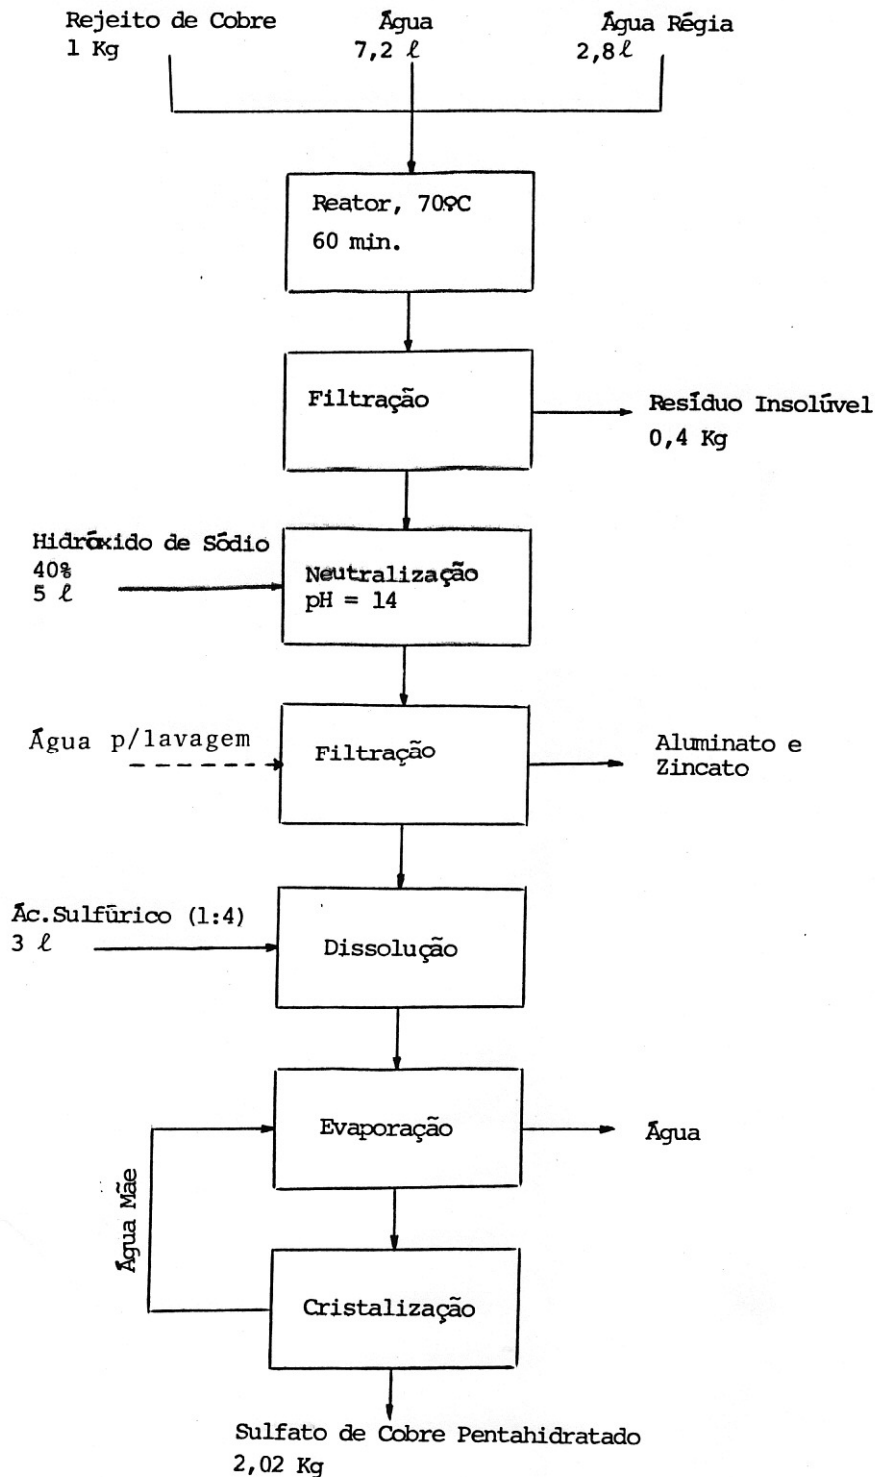 Rejeito de Cobre
1 Kg
Água
7,2 ℓ
Água Régia
2,8 ℓ
Reator, 70ºC
60 min.
Filtração
Resíduo Insolúvel
0,4 Kg
Hidróxido de Sódio
40%
5 ℓ
Neutralização
pH = 14
Água p/lavagem
Filtração
Aluminato e
Zincato
Ác.Sulfúrico (1:4)
3 ℓ
Dissolução
Evaporação
Água
Água Mãe
Cristalização
Sulfato de Cobre Pentahidratado
2,02 Kg